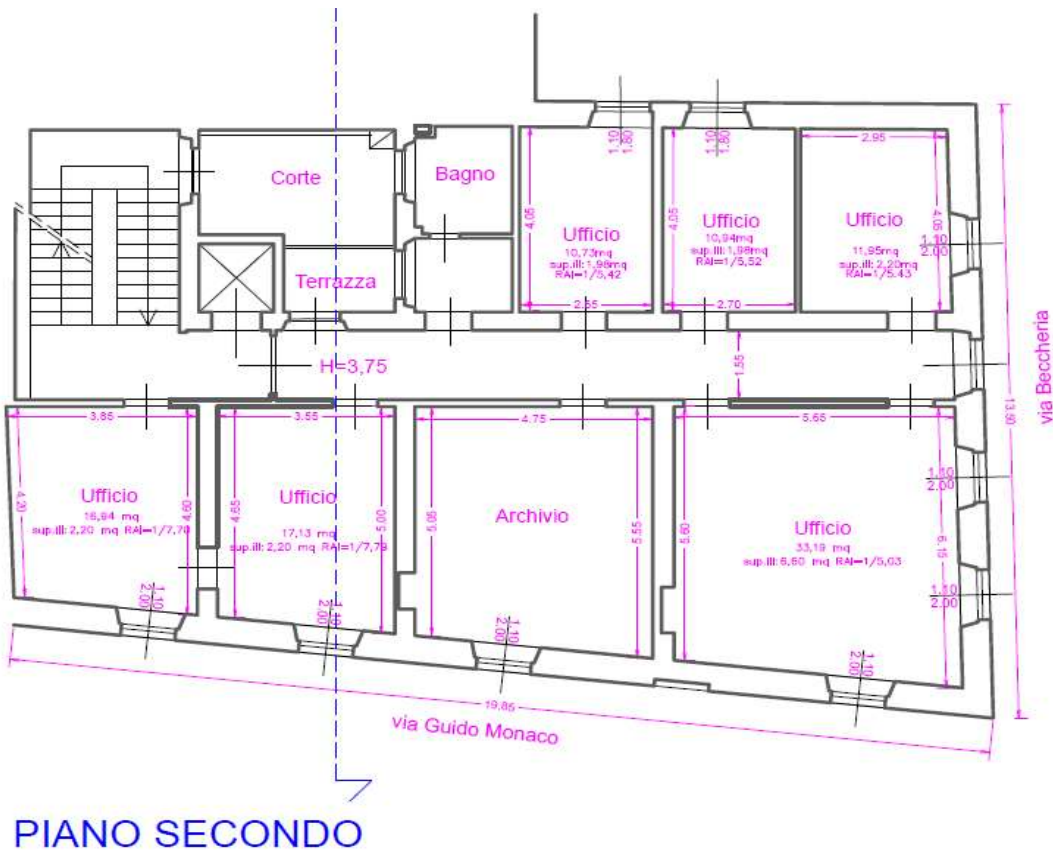 1.10
1.80
1.10
1.80
2.95
Corte
Bagno
4.05
4.05
4.05
Ufficio
10,73mq
sup.ill:1,98mq
RAI=1/5,42
Ufficio
10,94mq
sup.ill:1,98mq
RAI=1/5,52
Ufficio
11,95mq
sup.ill:2,20mq
RAI=1/5.43
1.10
2.00
Terrazza
2.65
2.70
H=3,75
1.55
via Beccheria
13.50
3.85
3.55
4.75
5.65
4.20
4.60
4.65
5.00
5.05
5.55
5.60
6.15
Ufficio
16,94 mq
sup.ill:2,20 mq RAI=1/7,70
Ufficio
17,13 mq
sup.ill:2,20 mq RAI=1/7,79
Archivio
Ufficio
33,19 mq
sup.ill:6,60 mq RAI=1/5,03
1.10
2.00
1.10
2.00
1.10
2.00
1.10
2.00
1.10
2.00
1.10
2.00
19.85
via Guido Monaco
PIANO SECONDO